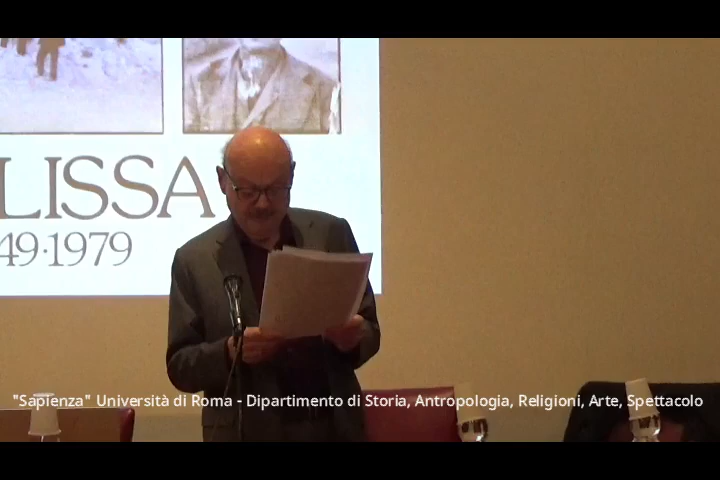 LISSA
49·1979
"Sapienza" Università di Roma - Dipartimento di Storia, Antropologia, Religioni, Arte, Spettacolo